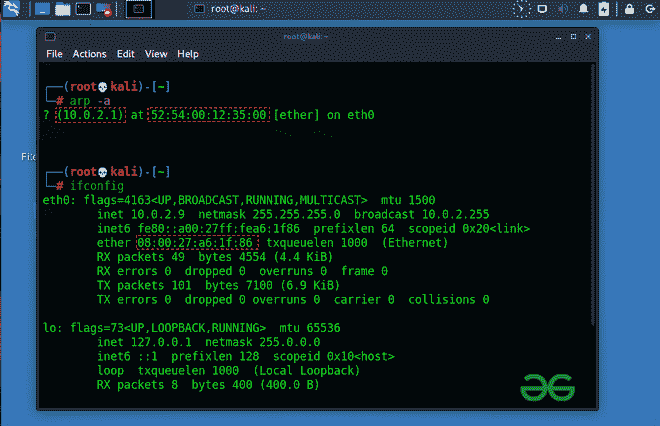 root@kali: ~
root@kali: ~
File Actions Edit View Help
(root💀kali)-[~]
# arp -a
? (10.0.2.1) at 52:54:00:12:35:00 [ether] on eth0
(root💀kali)-[~]
# ifconfig
eth0: flags=4163<UP,BROADCAST,RUNNING,MULTICAST> mtu 1500
inet 10.0.2.9 netmask 255.255.255.0 broadcast 10.0.2.255
inet6 fe80::a00:27ff:fea6:1f86 prefixlen 64 scopeid 0x20<link>
ether 08:00:27:a6:1f:86 txqueuelen 1000 (Ethernet)
RX packets 49 bytes 4554 (4.4 KiB)
RX errors 0 dropped 0 overruns 0 frame 0
TX packets 101 bytes 7100 (6.9 KiB)
TX errors 0 dropped 0 overruns 0 carrier 0 collisions 0
lo: flags=73<UP,LOOPBACK,RUNNING> mtu 65536
inet 127.0.0.1 netmask 255.0.0.0
inet6 ::1 prefixlen 128 scopeid 0x10<host>
loop txqueuelen 1000 (Local Loopback)
RX packets 8 bytes 400 (400.0 B)